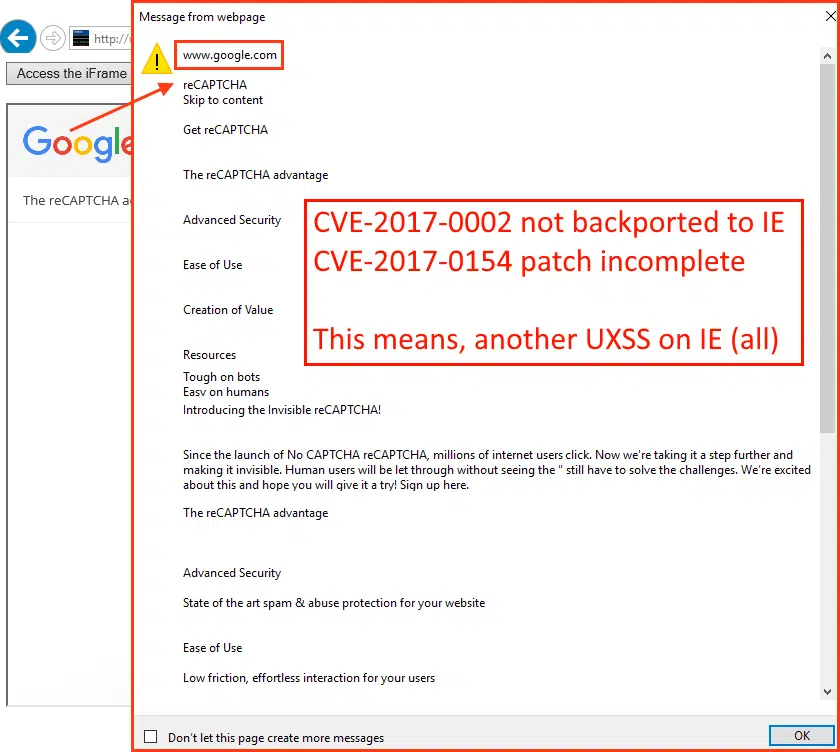 Message from webpage
http://
www.google.com
Access the iFrame
reCAPTCHA
Skip to content
Google
Get reCAPTCHA
The reCAPTCHA advantage
The reCAPTCHA
Advanced Security
CVE-2017-0002 not backported to IE
CVE-2017-0154 patch incomplete
This means, another UXSS on IE (all)
Ease of Use
Creation of Value
Resources
Tough on bots
Easy on humans
Introducing the Invisible reCAPTCHA!
Since the launch of No CAPTCHA reCAPTCHA, millions of internet users click. Now we're taking it a step further and
making it invisible. Human users will be let through without seeing the " still have to solve the challenges. We're excited
about this and hope you will give it a try! Sign up here.
The reCAPTCHA advantage
Advanced Security
State of the art spam & abuse protection for your website
Ease of Use
Low friction, effortless interaction for your users
Don't let this page create more messages
OK